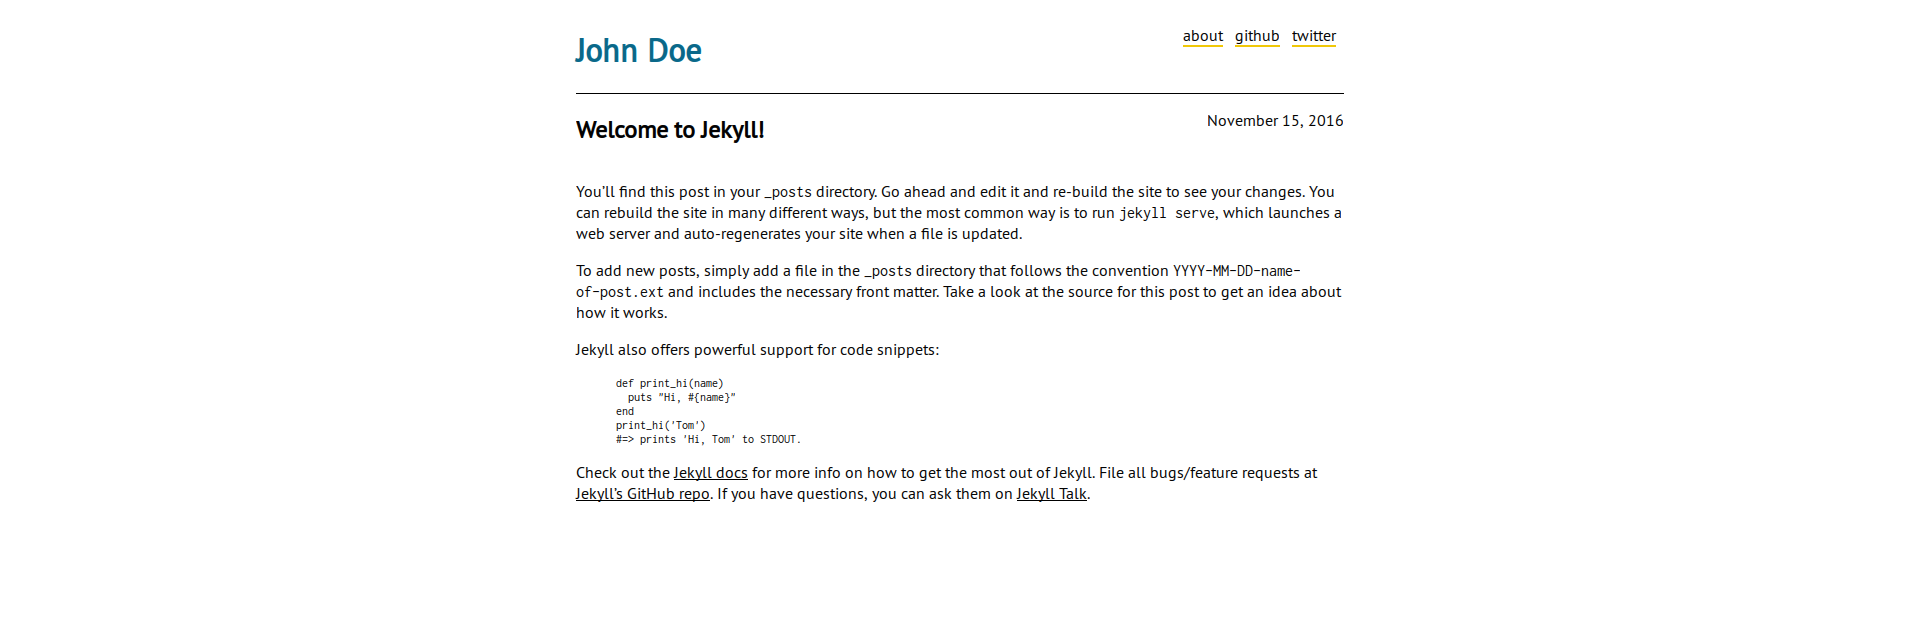 John Doe
about github twitter
Welcome to Jekyll!
November 15, 2016
You’ll find this post in your _posts directory. Go ahead and edit it and re-build the site to see your changes. You
can rebuild the site in many different ways, but the most common way is to run jekyll serve, which launches a
web server and auto-regenerates your site when a file is updated.
To add new posts, simply add a file in the _posts directory that follows the convention YYYY-MM-DD-name-
of-post.ext and includes the necessary front matter. Take a look at the source for this post to get an idea about
how it works.
Jekyll also offers powerful support for code snippets:
def print_hi(name)
  puts "Hi, #{name}"
end
print_hi('Tom')
#=> prints 'Hi, Tom' to STDOUT.
Check out the Jekyll docs for more info on how to get the most out of Jekyll. File all bugs/feature requests at
Jekyll’s GitHub repo. If you have questions, you can ask them on Jekyll Talk.